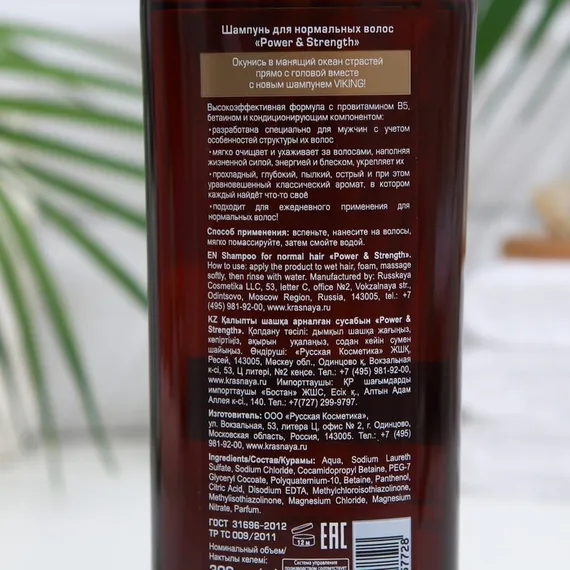 Шампунь для нормальных волос
«Power & Strength»
Окунись в манящий океан страстей
прямо с головой вместе
с новым шампунем VIKING!
Высокоэффективная формула с провитамином В5,
бетаином и кондиционирующим компонентом:
·разработана специально для мужчин с учетом
особенностей структуры их волос
·мягко очищает и ухаживает за волосами, наполняя
жизненной силой, энергией и блеском, укрепляет их
·прохладный, глубокий, пылкий, острый и при этом
уравновешенный классический аромат, в котором
каждый найдёт что-то своё
·подходит для ежедневного применения для
нормальных волос!
Способ применения: вспеньте, нанесите на волосы,
мягко помассируйте, затем смойте водой.
EN Shampoo for normal hair «Power & Strength».
How to use: apply the product to wet hair, foam, massage
softly, then rinse with water. Manufactured by: Russkaya
Cosmetika LLC, 53, letter C, office №2, Vokzalnaya str.,
Odintsovo, Moscow Region, Russia, 143005, tel.: +7
(495) 981-92-00, www.krasnaya.ru
KZ Қалыпты шашқа арналған сусабын «Power &
Strength». Қолдану тәсілі: дымқыл шашқа жағыңыз,
көпіртіңіз, ақырын уқалаңыз, содан кейін сумен
шайыңыз. Өндіруші: «Русская Косметика» ЖШҚ,
Ресей, 143005, Мәскеу обл., Одинцово қ. Вокзальная
к-сі, 53, Ц литері, №2 кеңсе. Тел.: +7 (495) 981-92-00,
www.krasnaya.ru Импорттаушы: ҚР шағымдарды
импорттаушы «Бостан» ЖШС, Есік қ., Алтын Адам
Аллея к-сі., 140. Тел.: +7(727) 299-9797.
Изготовитель: ООО «Русская Косметика»,
ул. Вокзальная, 53, литера Ц, офис №2, г. Одинцово,
Московская область, Россия, 143005, тел.: +7 (495)
981-92-00, www.krasnaya.ru
Ingredients/Состав/Курамы: Aqua, Sodium Laureth
Sulfate, Sodium Chloride, Cocamidopropyl Betaine, PEG-7
Glyceryl Cocoate, Polyquaternium-10, Betaine, Panthenol,
Citric Acid, Disodium EDTA, Methylchloroisothiazolinone,
Methylisothiazolinone, Magnesium Chloride, Magnesium
Nitrate, Parfum.
ГОСТ 31696-2012
ТР ТС 009/2011
12 м
EAC
Номинальный объем/
Нақтылы көлемі:
Система управления
производством соответствует
57728